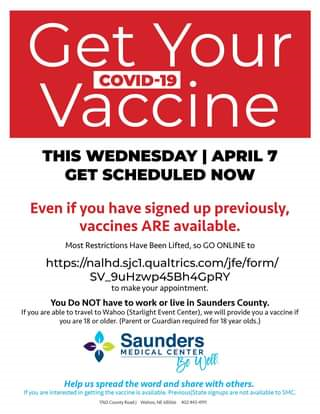 Get Your
COVID-19
Vaccine
THIS WEDNESDAY | APRIL 7
GET SCHEDULED NOW
Even if you have signed up previously,
vaccines ARE available.
Most Restrictions Have Been Lifted, so GO ONLINE to
https://nalhd.sjc1.qualtrics.com/jfe/form/
SV_9uHzwp45Bh4GpRY
to make your appointment.
You Do NOT have to work or live in Saunders County.
If you are able to travel to Wahoo (Starlight Event Center), we will provide you a vaccine if
you are 18 or older. (Parent or Guardian required for 18 year olds.)
Saunders
MEDICAL CENTER
Be Well.
Help us spread the word and share with others.
If you are interested in getting the vaccine is available. Previous/State signups are not available to SMC.
1760 County Road J Wahoo, NE 68066 402-443-4191